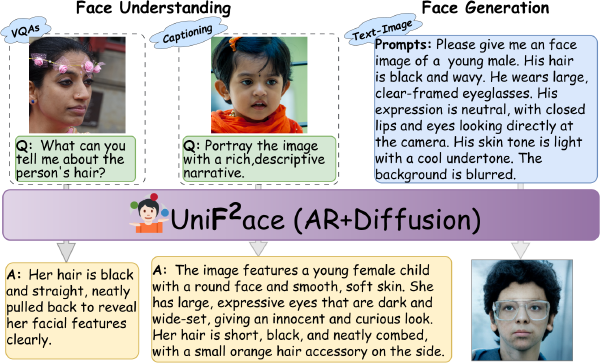 Face Understanding
Face Generation
VQAs
Captioning
Text-Image
Q: What can you
tell me about the
person's hair?
Q: Portray the image
with a rich,descriptive
narrative.
Prompts: Please give me an face
image of a young male. His hair
is black and wavy. He wears large,
clear-framed eyeglasses. His
expression is neutral, with closed
lips and eyes looking directly at
the camera. His skin tone is light
with a cool undertone. The
background is blurred.
UniF²ace (AR+Diffusion)
A: Her hair is black
and straight, neatly
pulled back to reveal
her facial features
clearly.
A: The image features a young female child
with a round face and smooth, soft skin. She
has large, expressive eyes that are dark and
wide-set, giving an innocent and curious look.
Her hair is short, black, and neatly combed,
with a small orange hair accessory on the side.